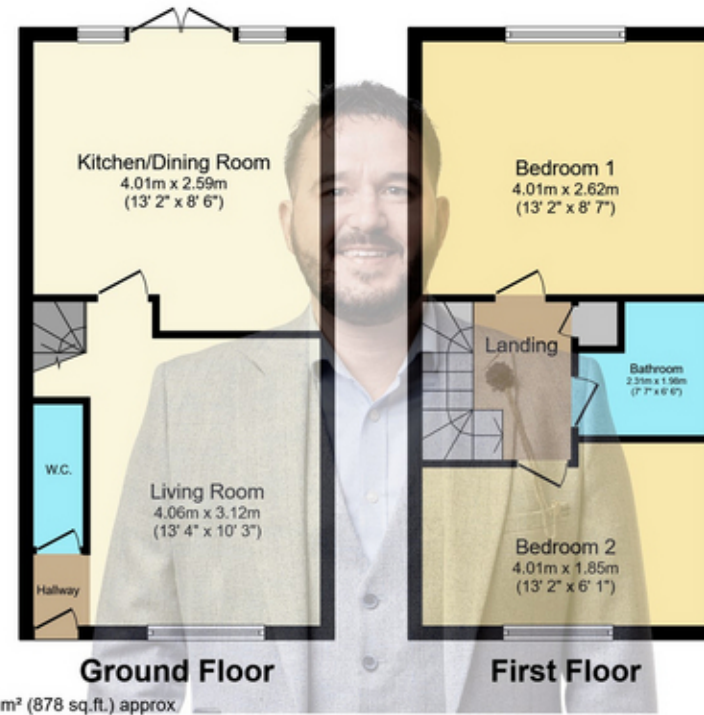 Kitchen/Dining Room
4.01m x 2.59m
(13' 2" x 8' 6")
W.C.
Living Room
4.06m x 3.12m
(13' 4" x 10' 3")
Hallway
Ground Floor
Bedroom 1
4.01m x 2.62m
(13' 2" x 8' 7")
Landing
Bathroom
2.31m x 1.98m
(7' 7" x 6' 6")
Bedroom 2
4.01m x 1.85m
(13' 2" x 6' 1")
First Floor
m² (878 sq.ft.) approx